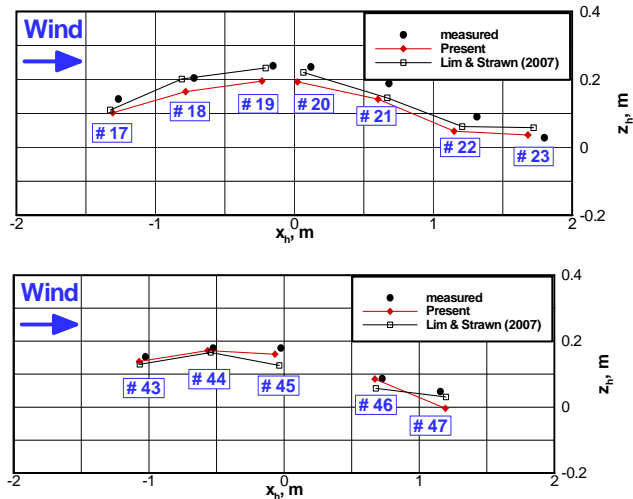 Wind
measured
Present
Lim & Strawn (2007)
# 17
# 18
# 19
# 20
# 21
# 22
# 23
0.4
0.2
0
-0.2
z_h, m
-2
-1
0
1
2
x_h, m
Wind
measured
Present
Lim & Strawn (2007)
# 43
# 44
# 45
# 46
# 47
0.4
0.2
0
-0.2
z_h, m
-2
-1
0
1
2
x_h, m